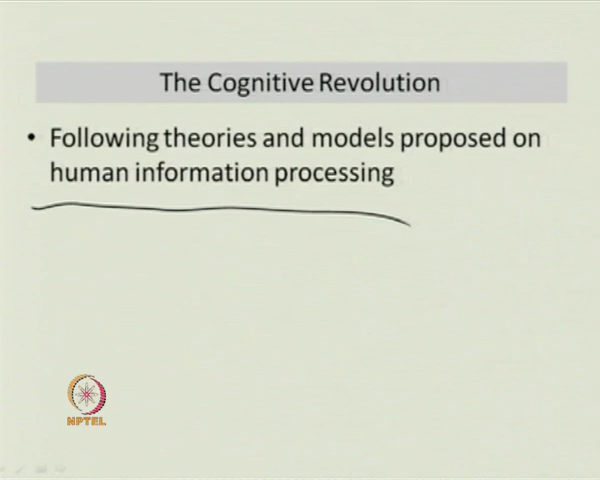 The Cognitive Revolution
• Following theories and models proposed on
human information processing
NPTEL